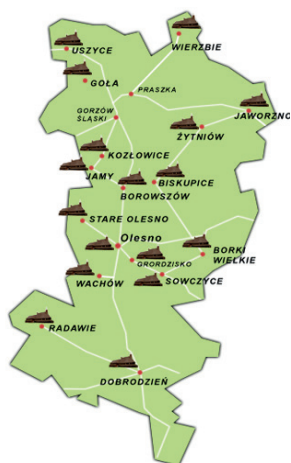 WIERZBIE
USZYCE
GOŁA
PRASZKA
GORZÓW
ŚLĄSKI
JAWORZNO
ŻYTNIÓW
KOZŁOWICE
JAMY
BISKUPICE
BOROWSZÓW
STARE OLESNO
Olesno
BORKI
WIELKIE
GRORDZISKO
WACHÓW
SOWCZYCE
RADAWIE
DOBRODZIEŃ